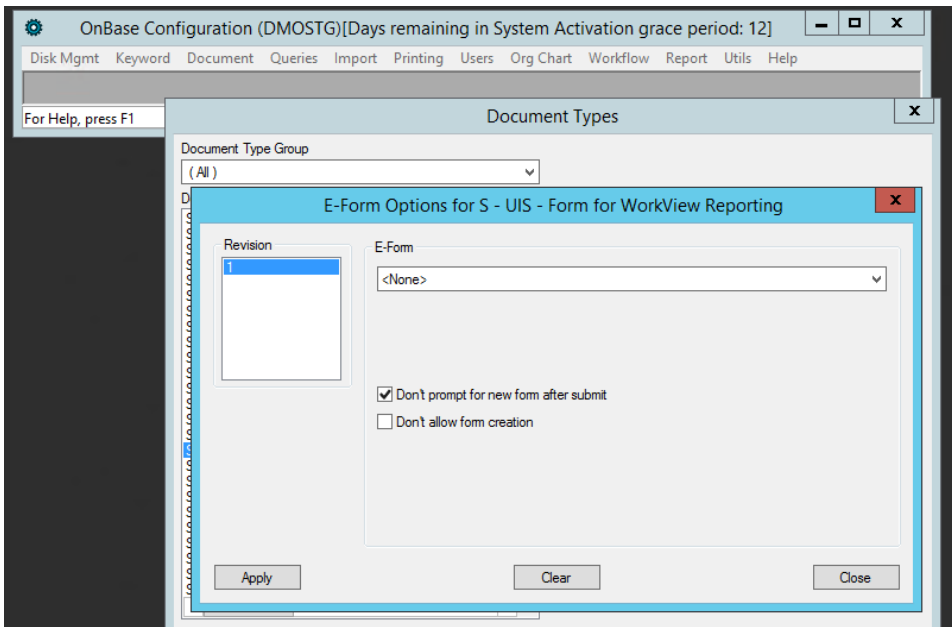 OnBase Configuration (DMOSTG)[Days remaining in System Activation grace period: 12]
Disk Mgmt Keyword Document Queries Import Printing Users Org Chart Workflow Report Utils Help
For Help, press F1
Document Types
Document Type Group
( All )
E-Form Options for S - UIS - Form for WorkView Reporting
Revision
1
E-Form
<None>
Don't prompt for new form after submit
Don't allow form creation
Apply Clear Close